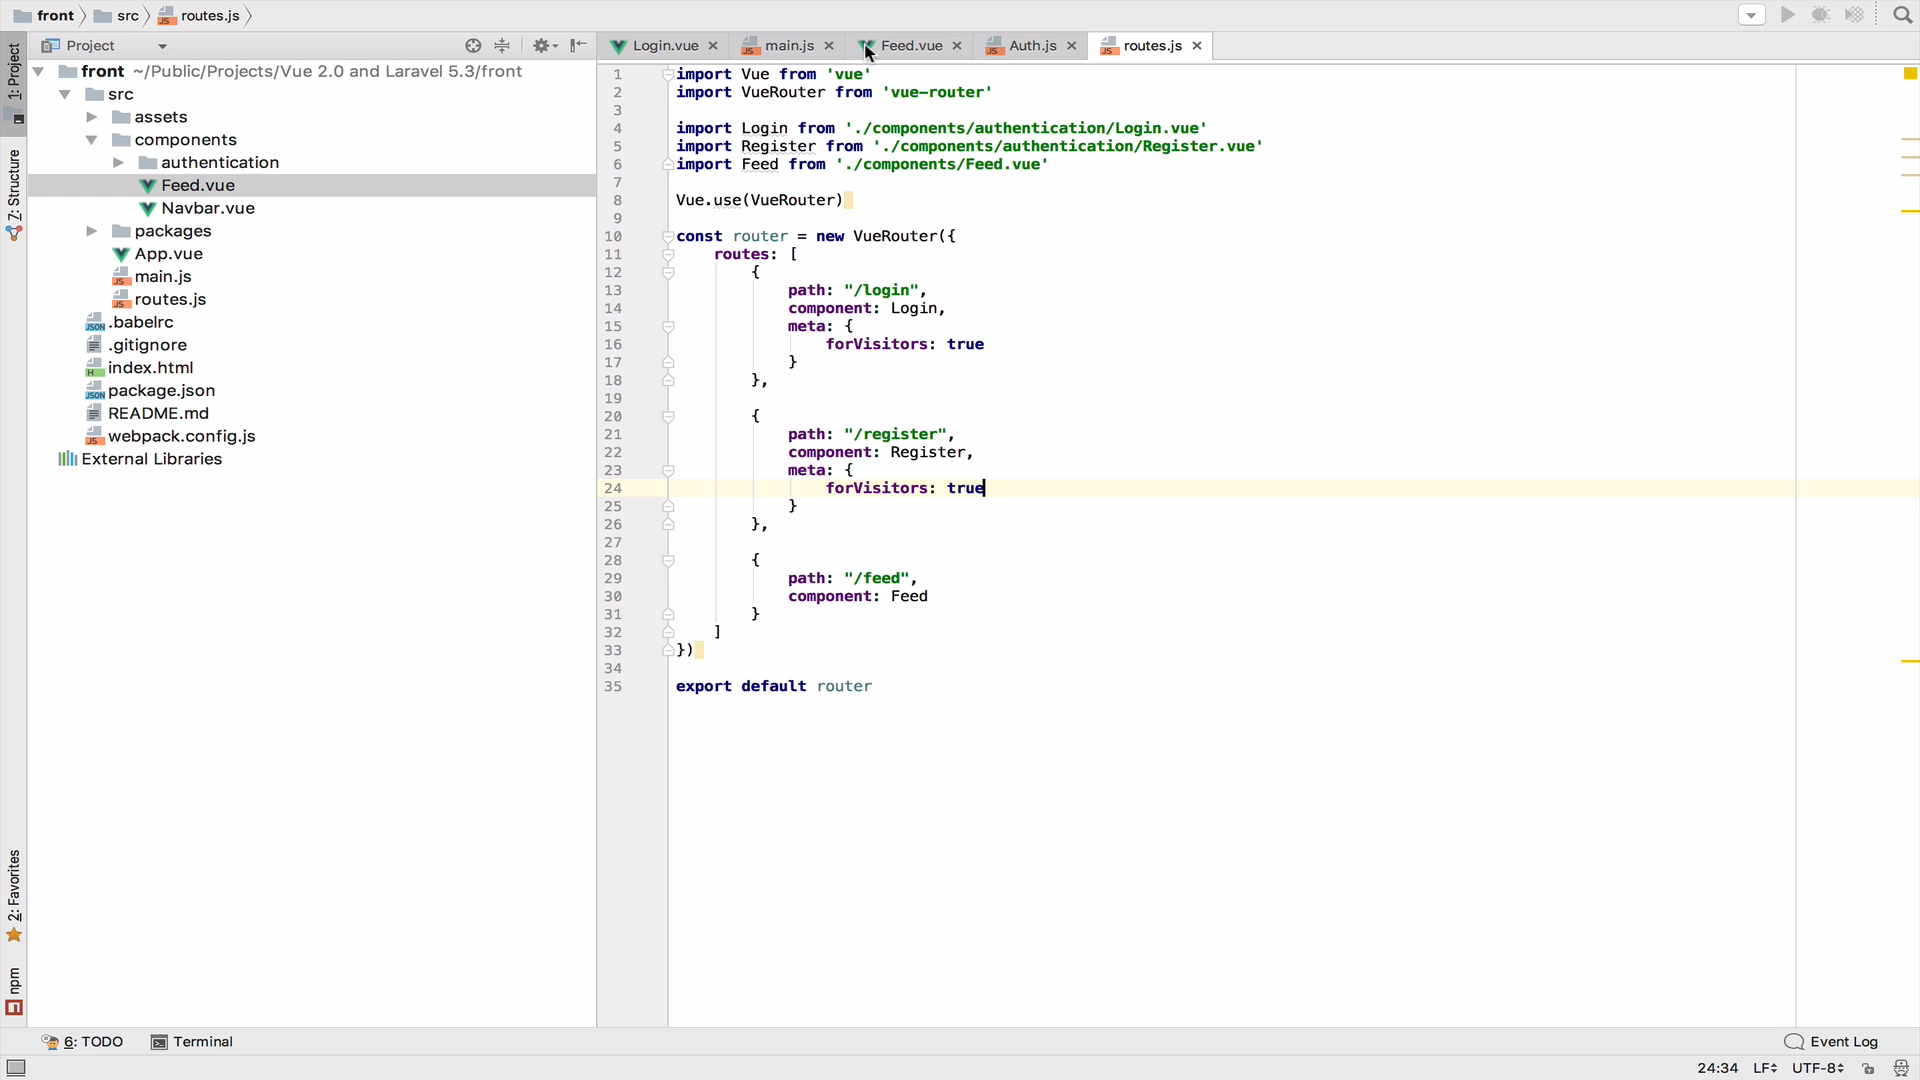 front src routes.js
Project
Login.vue main.js Feed.vue Auth.js routes.js
1: Project
7: Structure
2: Favorites
npm
front ~/Public/Projects/Vue 2.0 and Laravel 5.3/front
src
assets
components
authentication
Feed.vue
Navbar.vue
packages
App.vue
main.js
routes.js
.babelrc
.gitignore
index.html
package.json
README.md
webpack.config.js
External Libraries
1 import Vue from 'vue'
2 import VueRouter from 'vue-router'
3
4 import Login from './components/authentication/Login.vue'
5 import Register from './components/authentication/Register.vue'
6 import Feed from './components/Feed.vue'
7
8 Vue.use(VueRouter)
9
10 const router = new VueRouter({
11 routes: [
12 {
13 path: "/login",
14 component: Login,
15 meta: {
16 forVisitors: true
17 }
18 },
19
20 {
21 path: "/register",
22 component: Register,
23 meta: {
24 forVisitors: true
25 }
26 },
27
28 {
29 path: "/feed",
30 component: Feed
31 }
32 ]
33 })
34
35 export default router
6: TODO Terminal Event Log
24:34 LF UTF-8